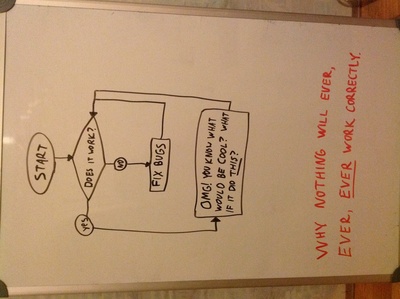 START
yes
DOES IT WORK?
NO
FIX BUGS
OMG! YOU KNOW WHAT
WOULD BE COOL? WHAT
IF IT DID THIS?
WHY NOTHING WILL EVER,
EVER, EVER WORK CORRECTLY.